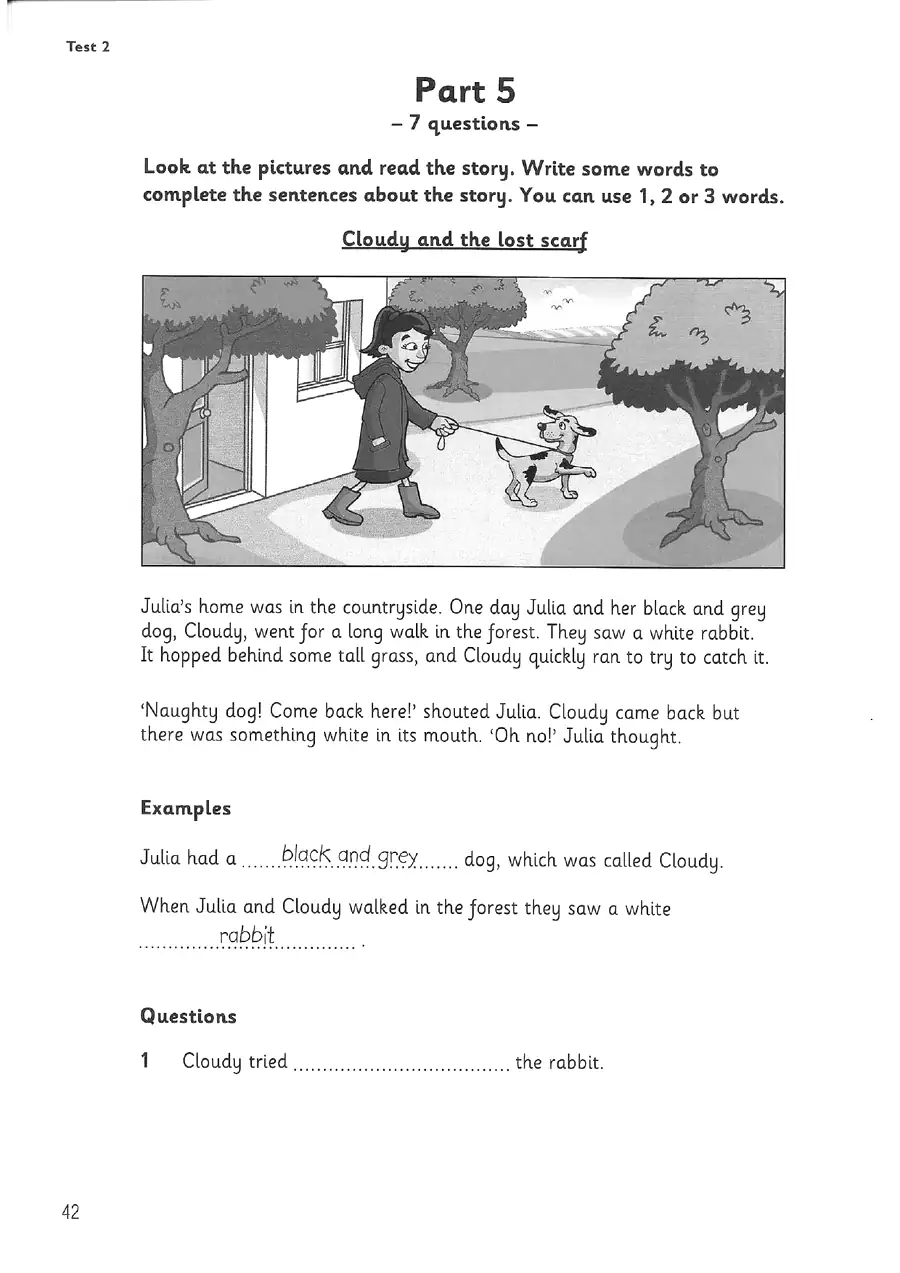 Test 2
Part 5
– 7 questions –
Look at the pictures and read the story. Write some words to
complete the sentences about the story. You can use 1, 2 or 3 words.
Cloudy and the lost scarf
Julia's home was in the countryside. One day Julia and her black and grey
dog, Cloudy, went for a long walk in the forest. They saw a white rabbit.
It hopped behind some tall grass, and Cloudy quickly ran to try to catch it.
'Naughty dog! Come back here!' shouted Julia. Cloudy came back but
there was something white in its mouth. 'Oh no!' Julia thought.
Examples
Julia had a ......black and grey....... dog, which was called Cloudy.
When Julia and Cloudy walked in the forest they saw a white
..............rabbit.............. .
Questions
1 Cloudy tried ..................................... the rabbit.
42